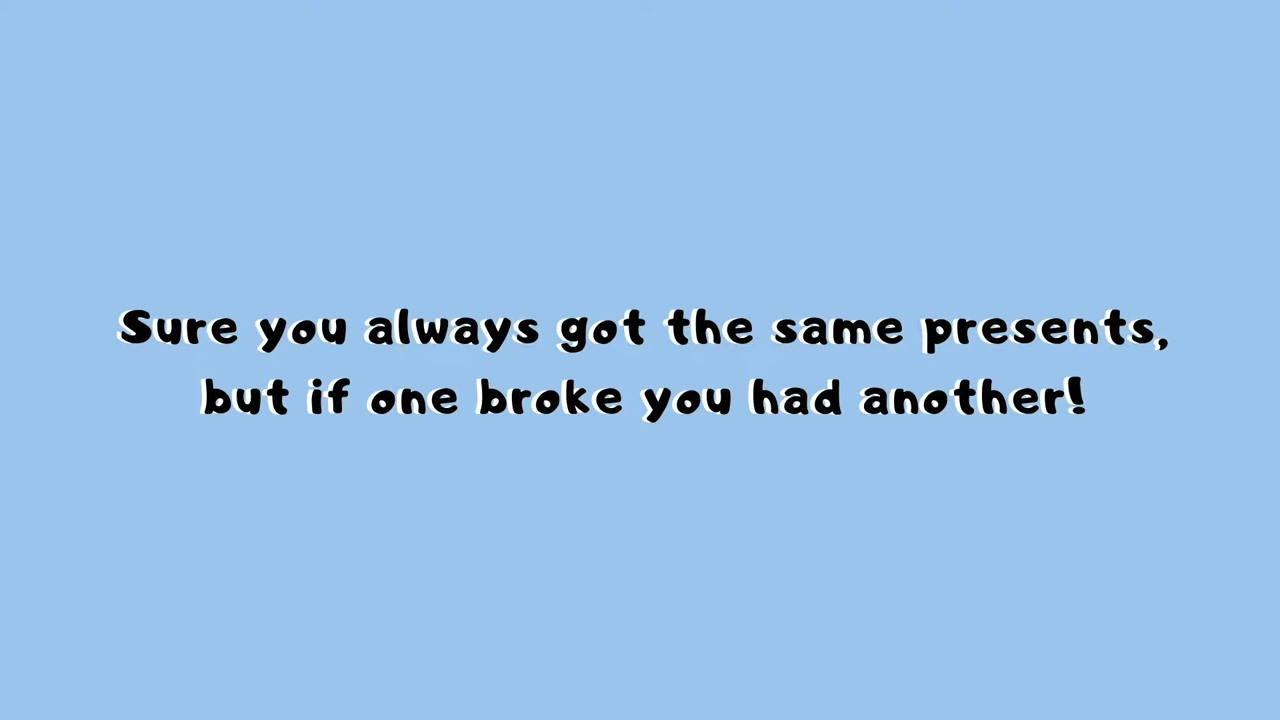 Sure you always got the same presents,
but if one broke you had another!